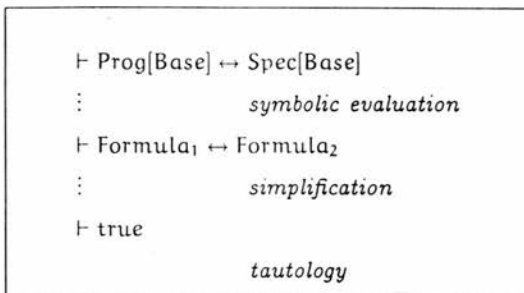 ⊢ Prog[Base] ↔ Spec[Base]
⋮ symbolic evaluation
⊢ Formula₁ ↔ Formula₂
⋮ simplification
⊢ true
tautology